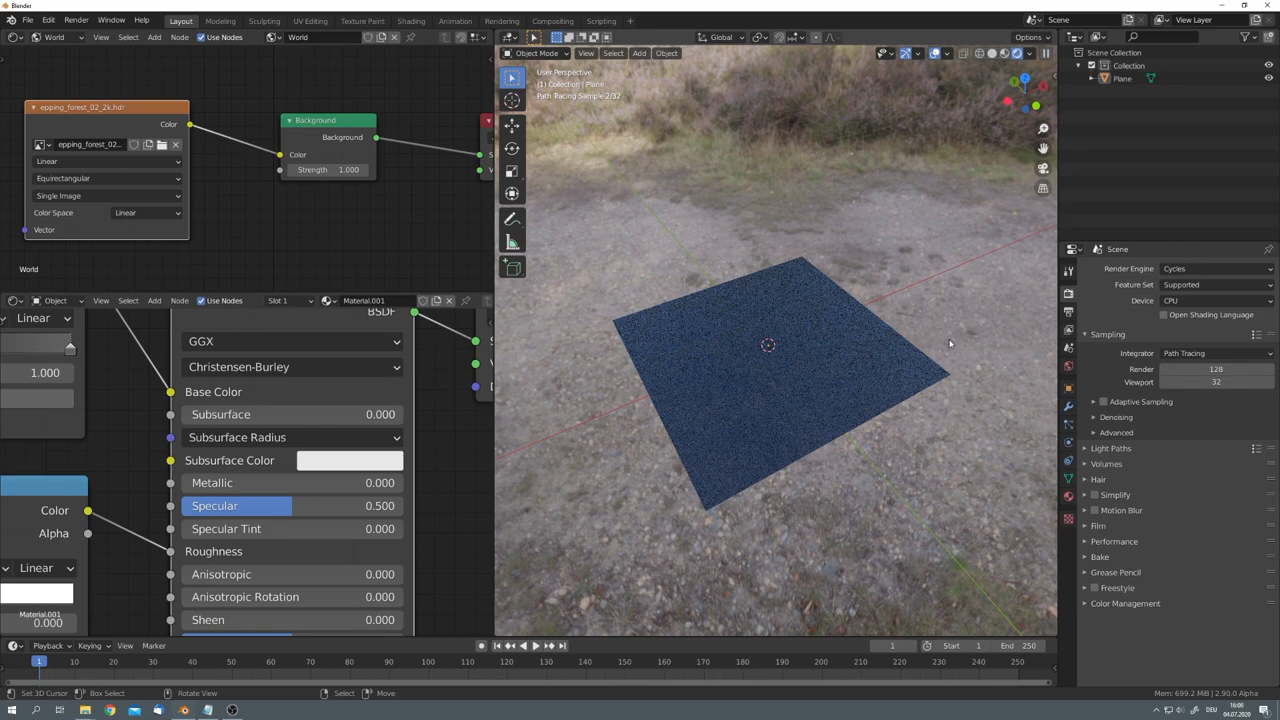 Blender
File Edit Render Window Help Layout Modeling Sculpting UV Editing Texture Paint Shading Animation Rendering Compositing Scripting + Scene View Layer
World View Select Add Node Use Nodes World Global Options
Object Mode View Select Add Object
User Perspective
(1) Collection | Plane
Path Tracing Sample 2/32
Scene Collection
Collection
Plane
epping_forest_02_2k.hdr
Color
epping_forest_02...
Linear
Equirectangular
Single Image
Color Space Linear
Vector
Background
Background
Color
Strength 1.000
World
Object View Select Add Node Use Nodes Slot 1 Material.001
Linear
1.000
Color
Alpha
Linear
Material.001
0.000
BSDF
GGX
Christensen-Burley
Base Color
Subsurface 0.000
Subsurface Radius
Subsurface Color
Metallic 0.000
Specular 0.500
Specular Tint 0.000
Roughness
Anisotropic 0.000
Anisotropic Rotation 0.000
Sheen 0.000
Scene
Render Engine Cycles
Feature Set Supported
Device CPU
Open Shading Language
Sampling
Integrator Path Tracing
Render 128
Viewport 32
Adaptive Sampling
Denoising
Advanced
Light Paths
Volumes
Hair
Simplify
Motion Blur
Film
Performance
Bake
Grease Pencil
Freestyle
Color Management
Playback Keying View Marker 1 Start 1 End 250
1 10 20 30 40 50 60 70 80 90 100 110 120 130 140 150 160 170 180 190 200 210 220 230 240 250
Set 3D Cursor Box Select Rotate View Select Move Mem: 699.2 MiB | 2.90.0 Alpha
DEU 16:08
04.07.2020